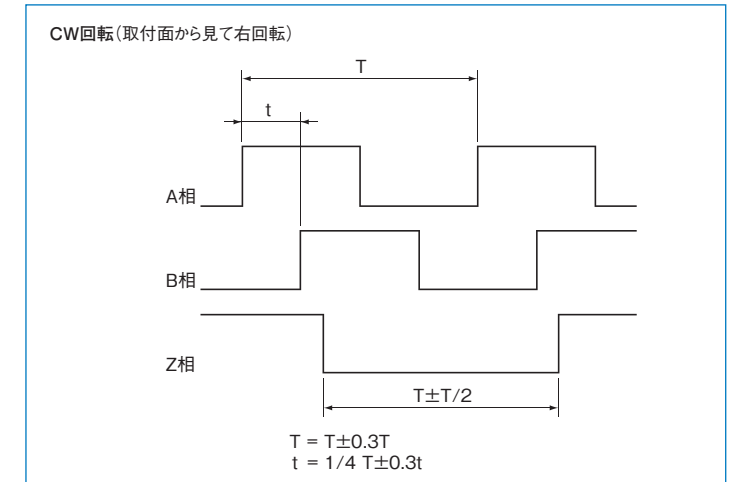 CW回転（取付面から見て右回転）
T
t
A相
B相
Z相
T±T/2
T = T±0.3T
t = 1/4 T±0.3t